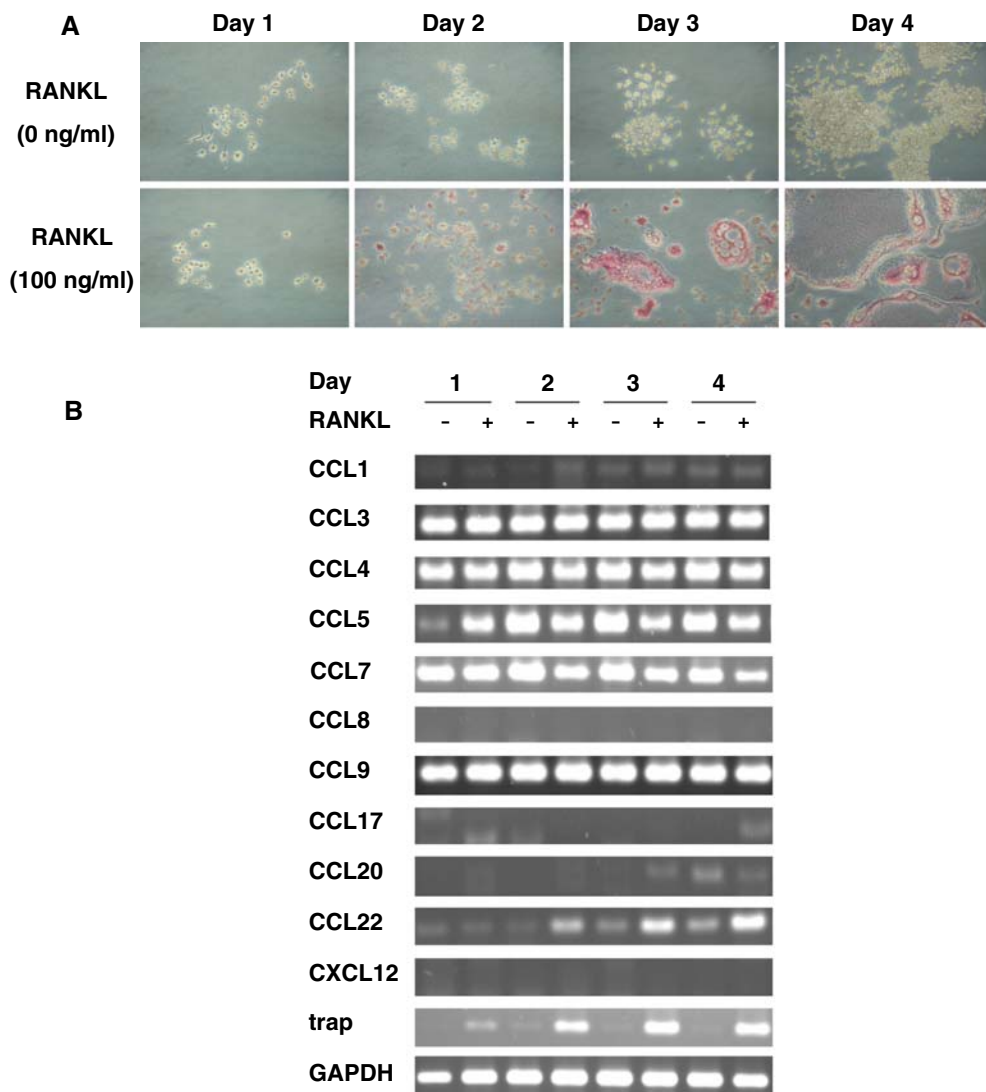 A
Day 1 Day 2 Day 3 Day 4
RANKL
(0 ng/ml)
RANKL
(100 ng/ml)
B
Day 1 2 3 4
RANKL - + - + - + - +
CCL1
CCL3
CCL4
CCL5
CCL7
CCL8
CCL9
CCL17
CCL20
CCL22
CXCL12
trap
GAPDH